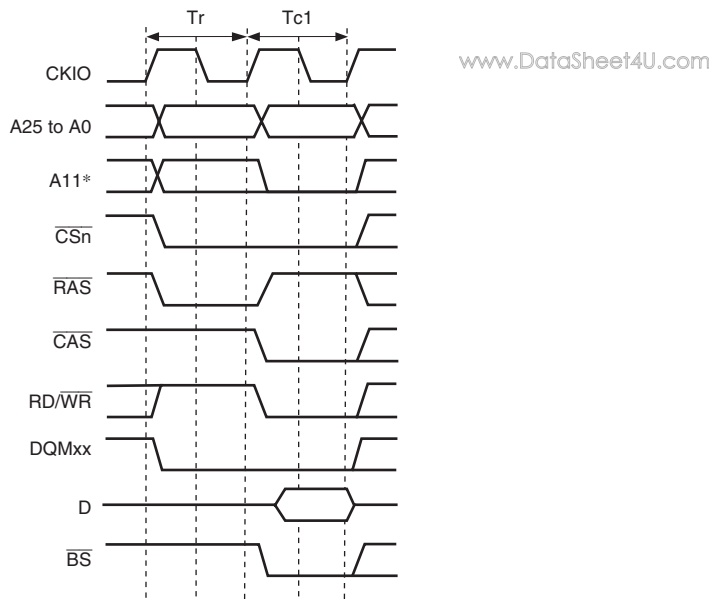 Tr Tc1
CKIO
www.DataSheet4U.com
A25 to A0
A11*
CSn
RAS
CAS
RD/WR
DQMxx
D
BS